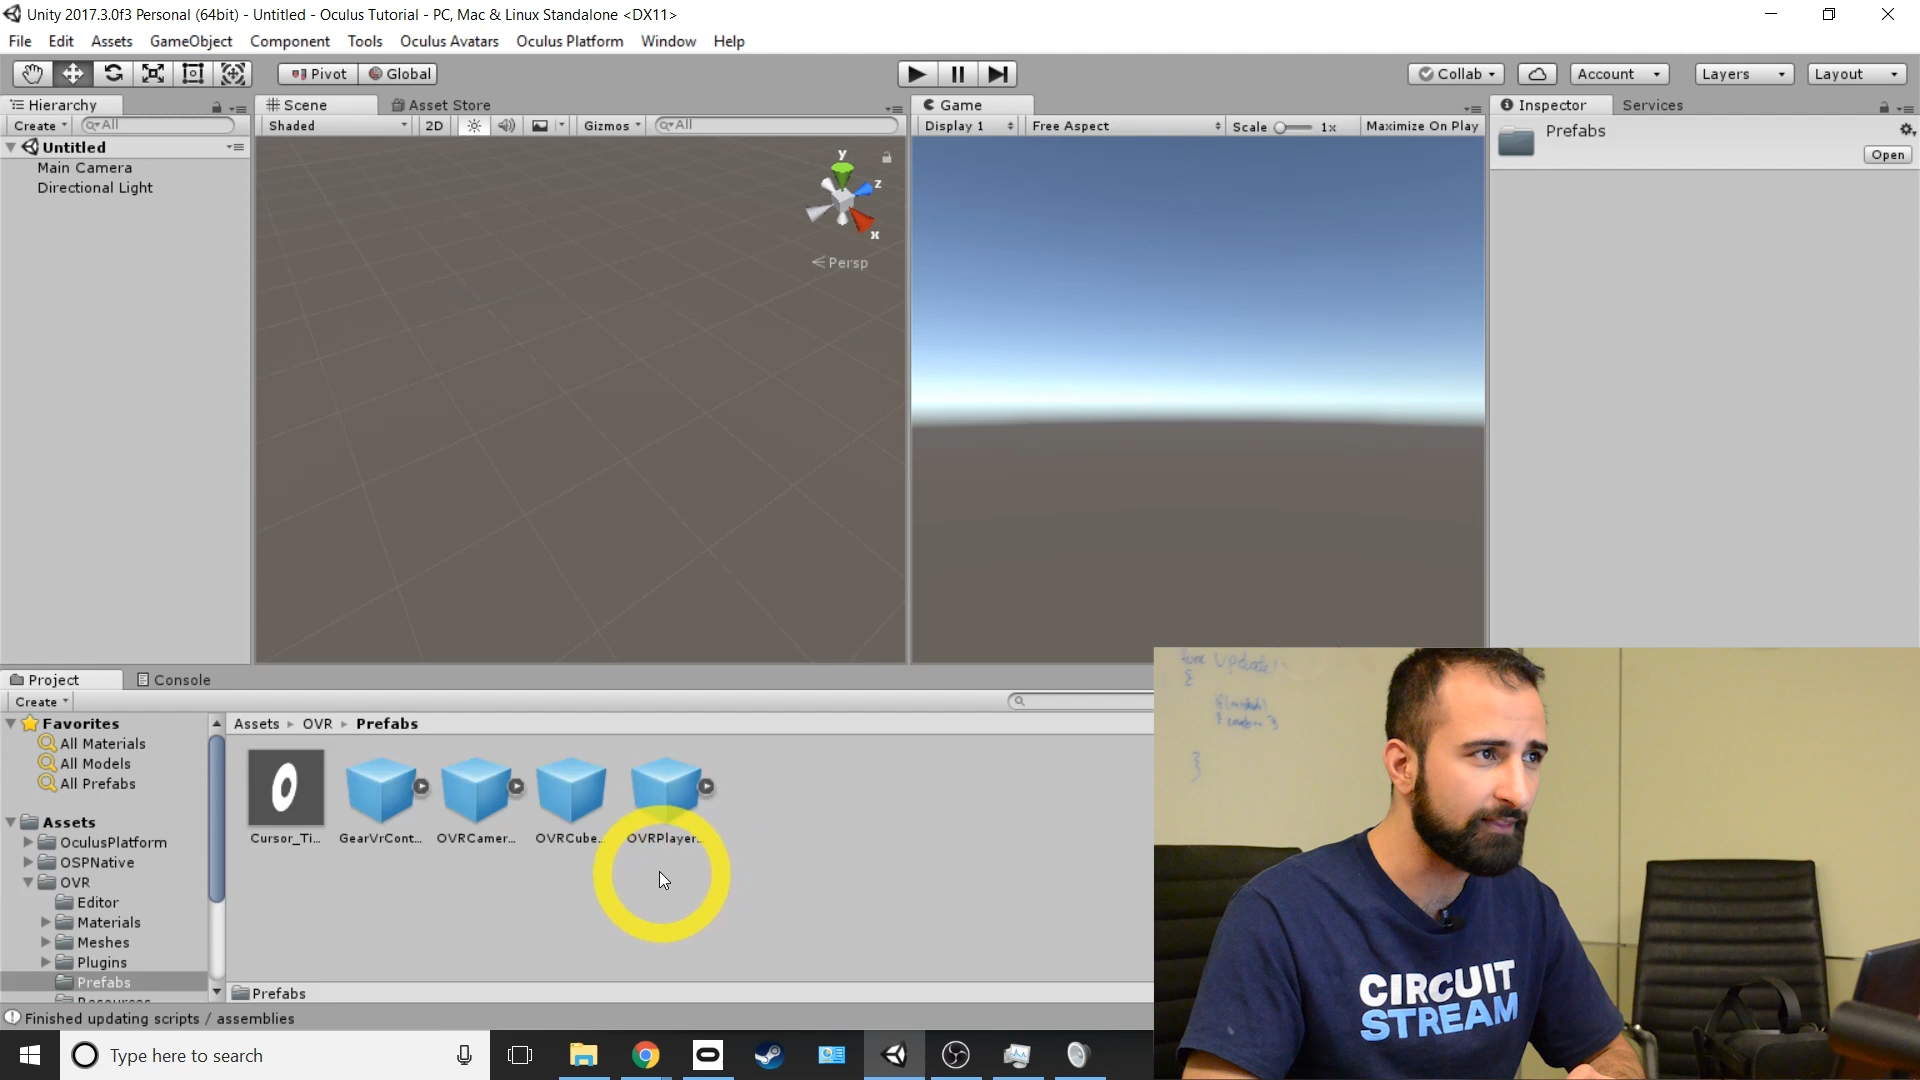 Unity 2017.3.0f3 Personal (64bit) - Untitled - Oculus Tutorial - PC, Mac & Linux Standalone <DX11>
File Edit Assets GameObject Component Tools Oculus Avatars Oculus Platform Window Help
Pivot Global Collab Account Layers Layout
Hierarchy Scene Asset Store Game Inspector Services
Create All Shaded 2D Gizmos All Display 1 Free Aspect Scale 1x Maximize On Play Prefabs
Open
Untitled
Main Camera
Directional Light
y
z
x
Persp
Project Console
Create
Favorites
All Materials
All Models
All Prefabs
Assets
OculusPlatform
OSPNative
OVR
Editor
Materials
Meshes
Plugins
Prefabs
Resources
Assets OVR Prefabs
Cursor_Ti... GearVrCont... OVRCamer... OVRCube... OVRPlayer...
Prefabs
Finished updating scripts / assemblies
Type here to search
}
CIRCUIT
STREAM